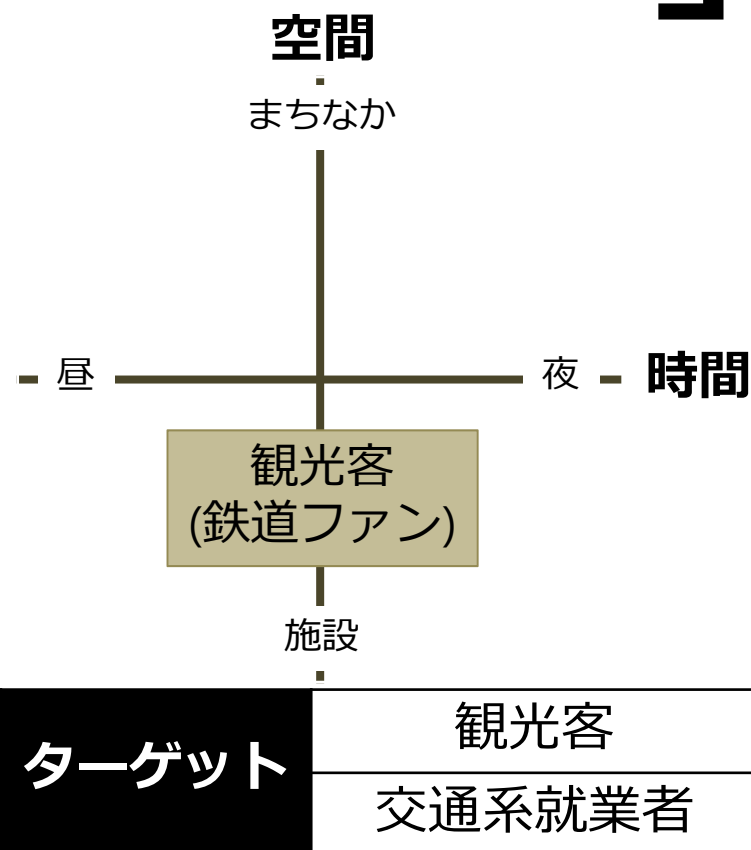 空間
まちなか
昼
夜
時間
観光客
(鉄道ファン)
施設
ターゲット
観光客
交通系就業者